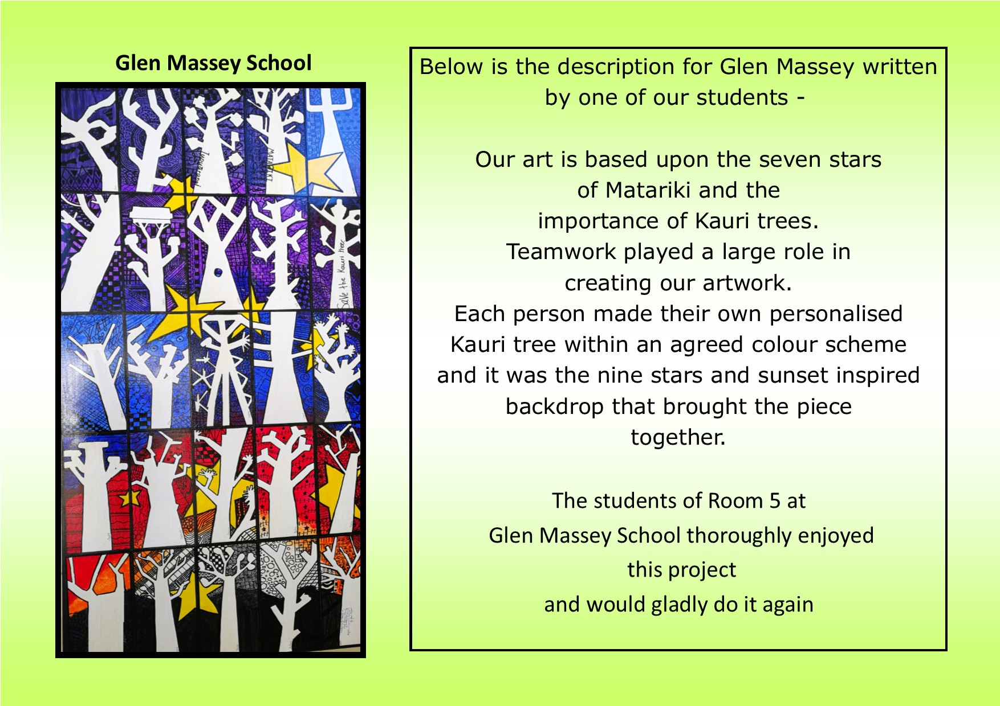 Glen Massey School
Below is the description for Glen Massey written
by one of our students -
Our art is based upon the seven stars
of Matariki and the
importance of Kauri trees.
Teamwork played a large role in
creating our artwork.
Each person made their own personalised
Kauri tree within an agreed colour scheme
and it was the nine stars and sunset inspired
backdrop that brought the piece
together.
The students of Room 5 at
Glen Massey School thoroughly enjoyed
this project
and would gladly do it again
MATARIKI
Save the Kauri trees